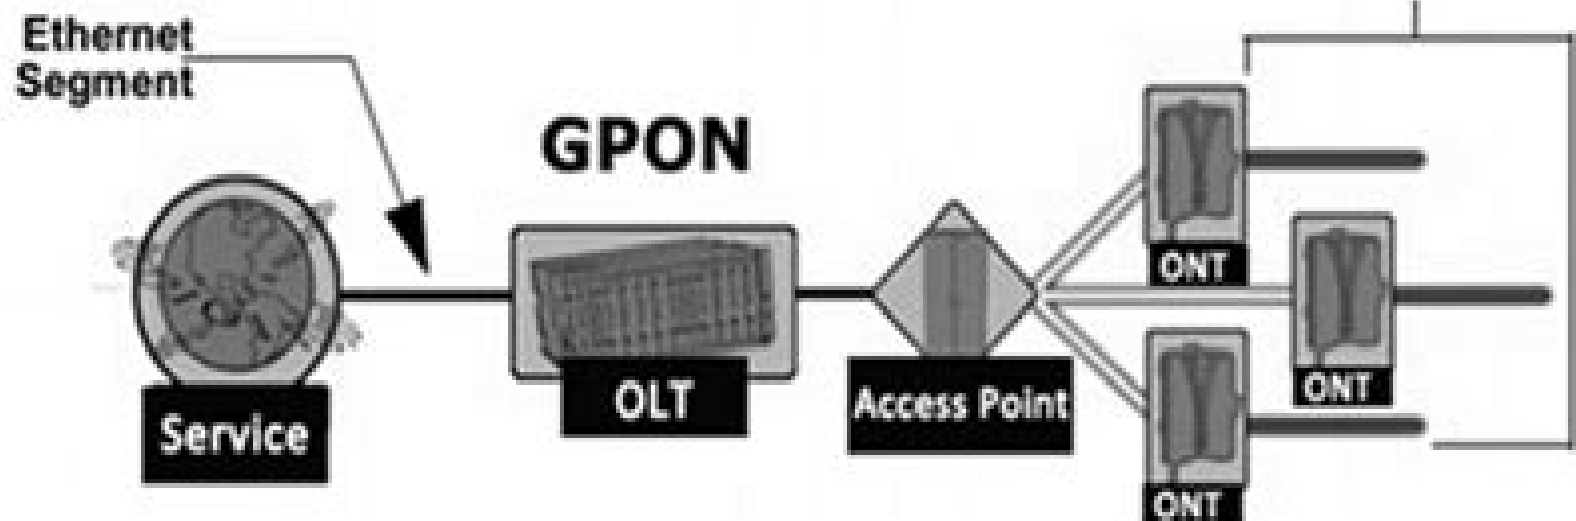 Ethernet
Segment
GPON
Service
OLT
Access Point
ONT
ONT
ONT